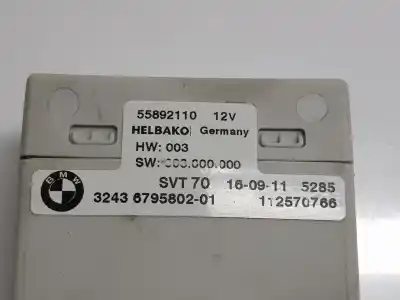 55892110 12V
HELBAKO Germany
HW: 003
SW: 003.000.000
BMW
SVT 70 16-09-11 5285
3243 6795802-01 112570766